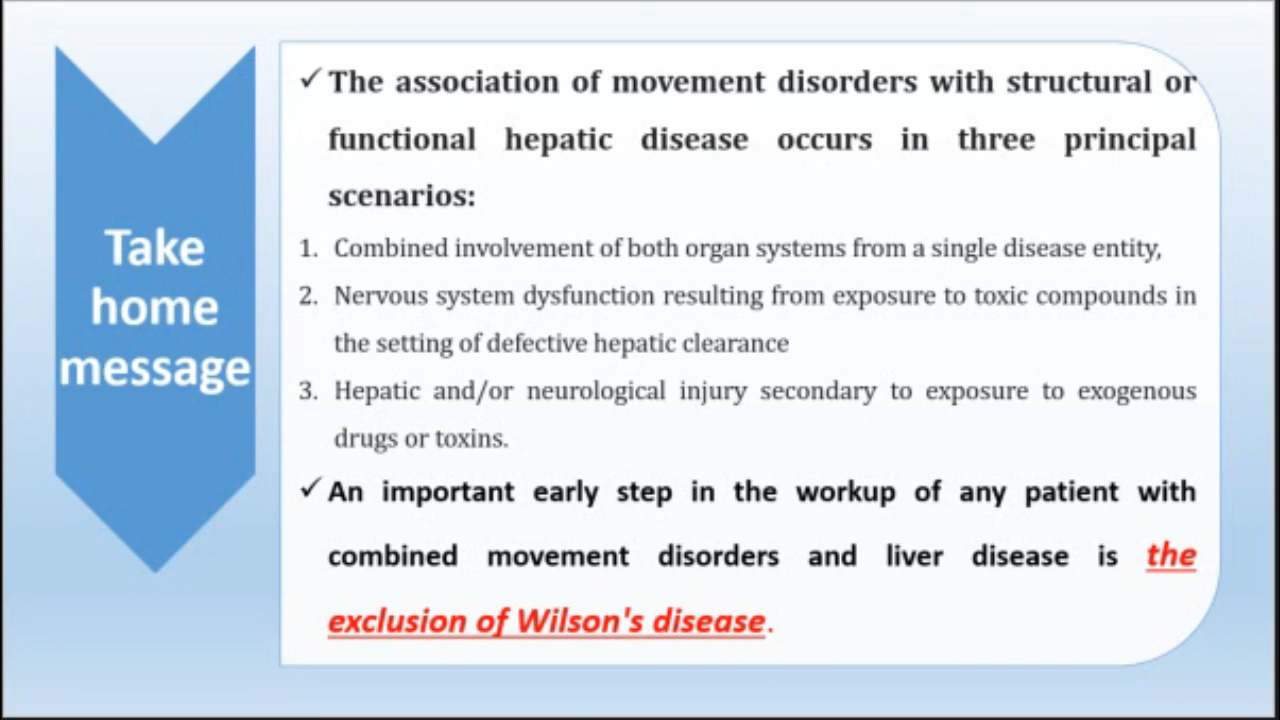 Take
home
message
✓ The association of movement disorders with structural or
functional hepatic disease occurs in three principal
scenarios:
1. Combined involvement of both organ systems from a single disease entity,
2. Nervous system dysfunction resulting from exposure to toxic compounds in
the setting of defective hepatic clearance
3. Hepatic and/or neurological injury secondary to exposure to exogenous
drugs or toxins.
✓ An important early step in the workup of any patient with
combined movement disorders and liver disease is the
exclusion of Wilson's disease.